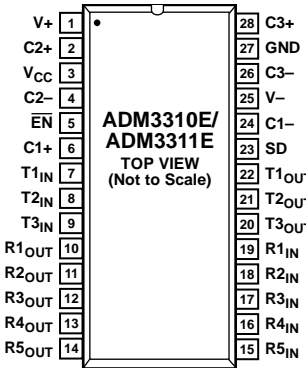 V+ 1
C2+ 2
VCC 3
C2– 4
EN 5
C1+ 6
T1IN 7
T2IN 8
T3IN 9
R1OUT 10
R2OUT 11
R3OUT 12
R4OUT 13
R5OUT 14
ADM3310E/
ADM3311E
TOP VIEW
(Not to Scale)
28 C3+
27 GND
26 C3–
25 V–
24 C1–
23 SD
22 T1OUT
21 T2OUT
20 T3OUT
19 R1IN
18 R2IN
17 R3IN
16 R4IN
15 R5IN